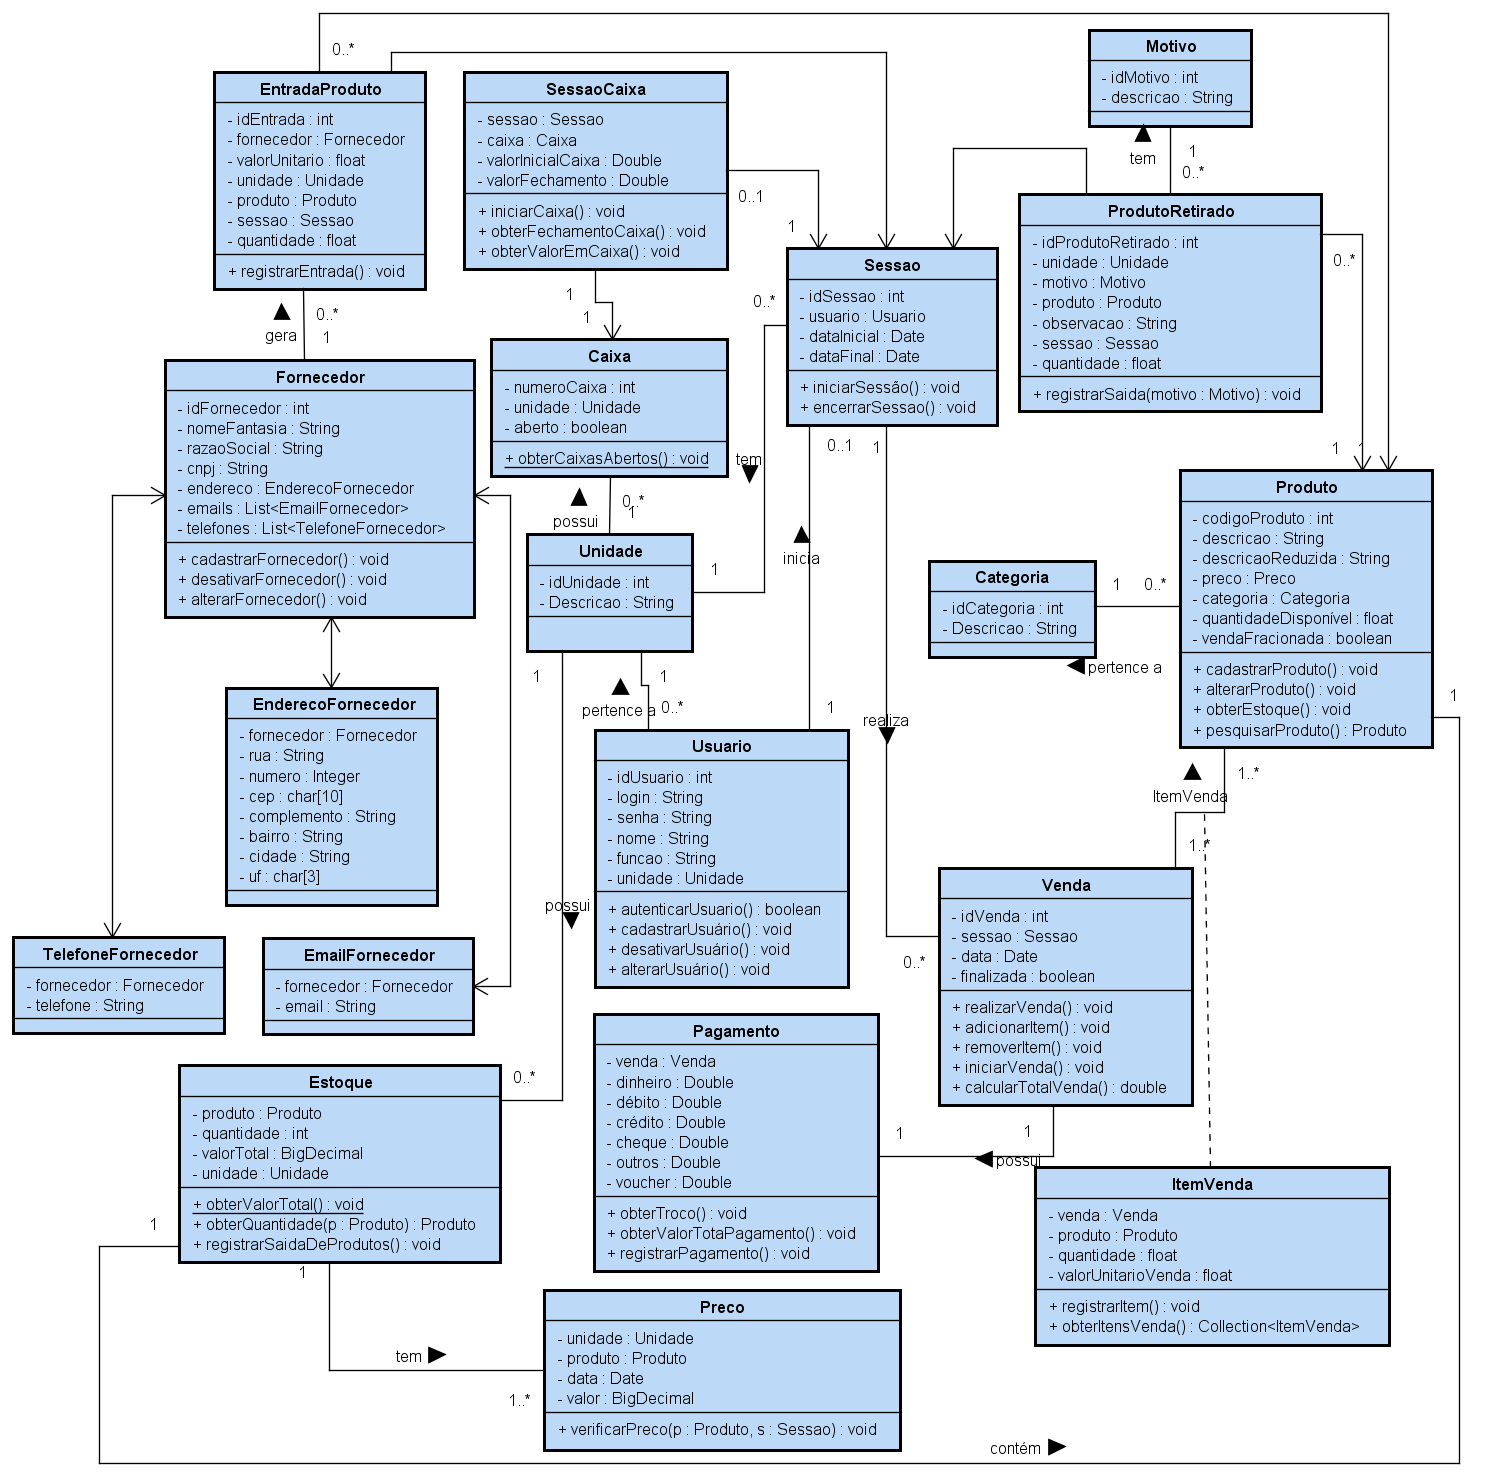 0..*
EntradaProduto
- idEntrada : int
- fornecedor : Fornecedor
- valorUnitario : float
- unidade : Unidade
- produto : Produto
- sessao : Sessao
- quantidade : float
+ registrarEntrada() : void
SessaoCaixa
- sessao : Sessao
- caixa : Caixa
- valorInicialCaixa : Double
- valorFechamento : Double
+ iniciarCaixa() : void
+ obterFechamentoCaixa() : void
+ obterValorEmCaixa() : void
0..1
1
Motivo
- idMotivo : int
- descricao : String
tem
1
0..*
ProdutoRetirado
- idProdutoRetirado : int
- unidade : Unidade
- motivo : Motivo
- produto : Produto
- observacao : String
- sessao : Sessao
- quantidade : float
+ registrarSaida(motivo : Motivo) : void
0..*
1
1
Sessao
- idSessao : int
- usuario : Usuario
- dataInicial : Date
- dataFinal : Date
+ iniciarSessão() : void
+ encerrarSessao() : void
0..*
0..1
1
gera
0..*
1
1
1
Fornecedor
- idFornecedor : int
- nomeFantasia : String
- razaoSocial : String
- cnpj : String
- endereco : EnderecoFornecedor
- emails : List<EmailFornecedor>
- telefones : List<TelefoneFornecedor>
+ cadastrarFornecedor() : void
+ desativarFornecedor() : void
+ alterarFornecedor() : void
Caixa
- numeroCaixa : int
- unidade : Unidade
- aberto : boolean
+ obterCaixasAbertos() : void
tem
possui
0..*
1
Unidade
- idUnidade : int
- Descricao : String
1
inicia
1
pertence a
1
0..*
1
realiza
Produto
- codigoProduto : int
- descricao : String
- descricaoReduzida : String
- preco : Preco
- categoria : Categoria
- quantidadeDisponível : float
- vendaFracionada : boolean
+ cadastrarProduto() : void
+ alterarProduto() : void
+ obterEstoque() : void
+ pesquisarProduto() : Produto
1
Categoria
- idCategoria : int
- Descricao : String
1
0..*
pertence a
EnderecoFornecedor
- fornecedor : Fornecedor
- rua : String
- numero : Integer
- cep : char[10]
- complemento : String
- bairro : String
- cidade : String
- uf : char[3]
Usuario
- idUsuario : int
- login : String
- senha : String
- nome : String
- funcao : String
- unidade : Unidade
+ autenticarUsuario() : boolean
+ cadastrarUsuário() : void
+ desativarUsuário() : void
+ alterarUsuário() : void
ItemVenda
1..*
1..*
Venda
- idVenda : int
- sessao : Sessao
- data : Date
- finalizada : boolean
+ realizarVenda() : void
+ adicionarItem() : void
+ removerItem() : void
+ iniciarVenda() : void
+ calcularTotalVenda() : double
0..*
possui
TelefoneFornecedor
- fornecedor : Fornecedor
- telefone : String
EmailFornecedor
- fornecedor : Fornecedor
- email : String
Pagamento
- venda : Venda
- dinheiro : Double
- débito : Double
- crédito : Double
- cheque : Double
- outros : Double
- voucher : Double
+ obterTroco() : void
+ obterValorTotaPagamento() : void
+ registrarPagamento() : void
1
1
possui
Estoque
- produto : Produto
- quantidade : int
- valorTotal : BigDecimal
- unidade : Unidade
+ obterValorTotal() : void
+ obterQuantidade(p : Produto) : Produto
+ registrarSaidaDeProdutos() : void
0..*
1
1
ItemVenda
- venda : Venda
- produto : Produto
- quantidade : float
- valorUnitarioVenda : float
+ registrarItem() : void
+ obterItensVenda() : Collection<ItemVenda>
Preco
- unidade : Unidade
- produto : Produto
- data : Date
- valor : BigDecimal
+ verificarPreco(p : Produto, s : Sessao) : void
tem
1..*
contém